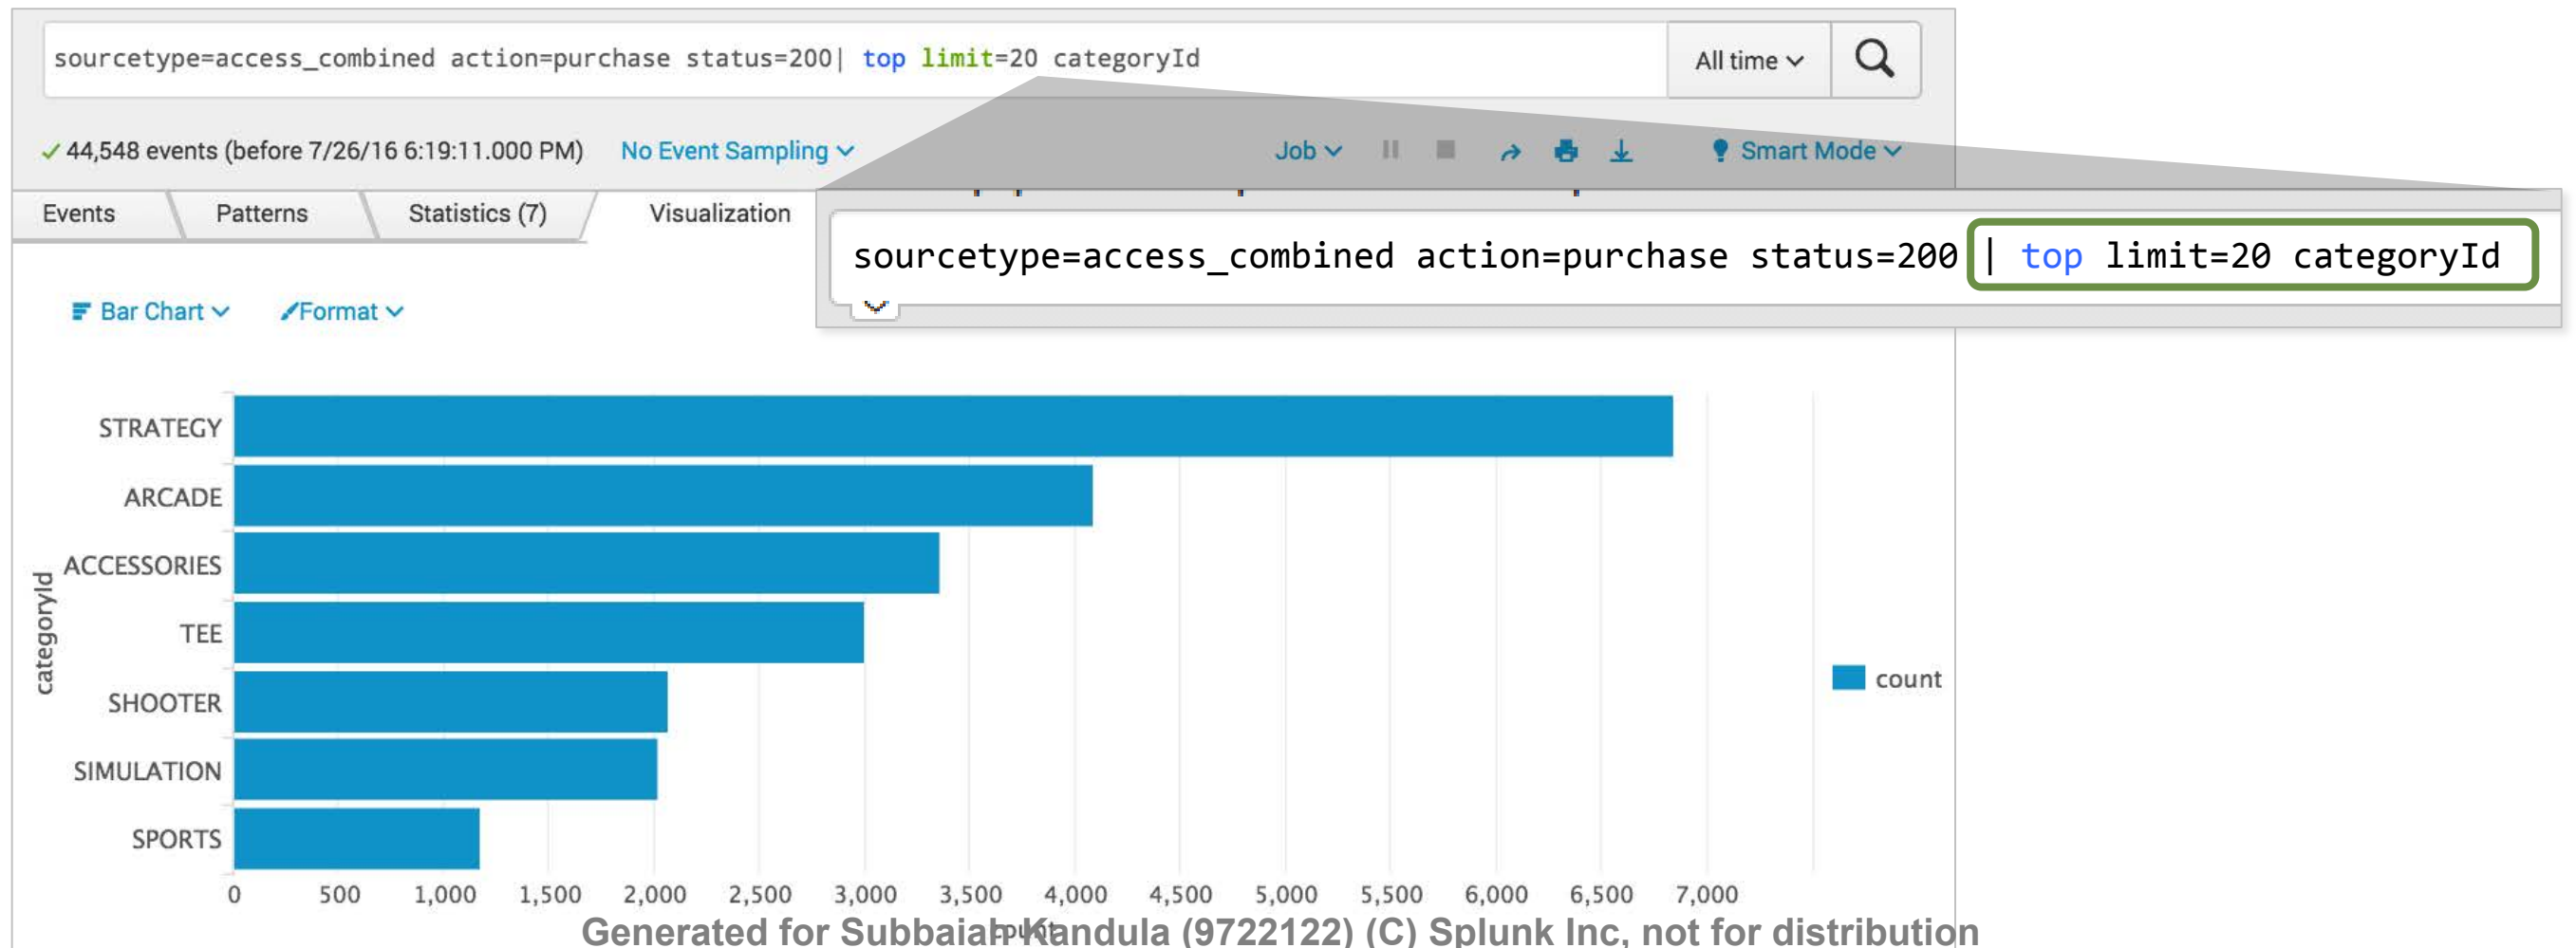 sourcetype=access_combined action=purchase status=200| top limit=20 categoryId
All time
44,548 events (before 7/26/16 6:19:11.000 PM) No Event Sampling Job Smart Mode
Events Patterns Statistics (7) Visualization
sourcetype=access_combined action=purchase status=200 | top limit=20 categoryId
Bar Chart Format
categoryId
STRATEGY
ARCADE
ACCESSORIES
TEE
SHOOTER
SIMULATION
SPORTS
count
0 500 1,000 1,500 2,000 2,500 3,000 3,500 4,000 4,500 5,000 5,500 6,000 6,500 7,000
count
Generated for Subbaiah Kandula (9722122) (C) Splunk Inc, not for distribution